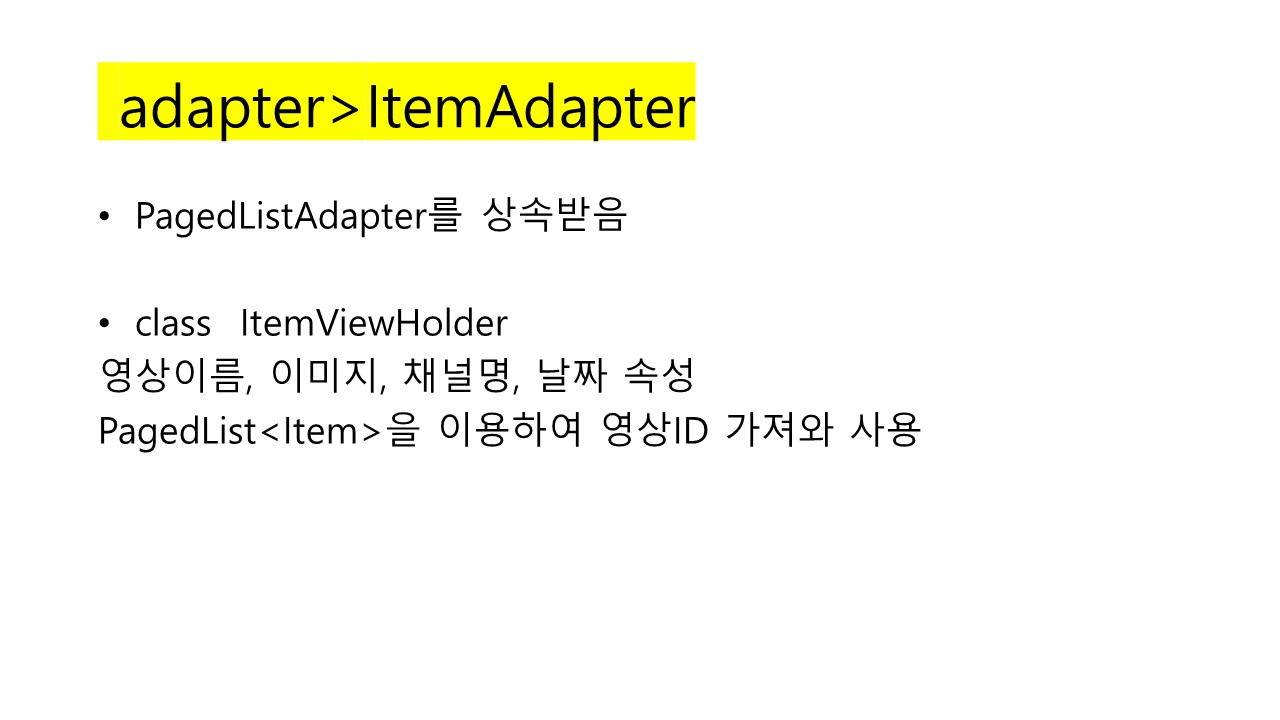 adapter>ItemAdapter
• PagedListAdapter를 상속받음
• class ItemViewHolder
영상이름, 이미지, 채널명, 날짜 속성
PagedList<Item>을 이용하여 영상ID 가져와 사용